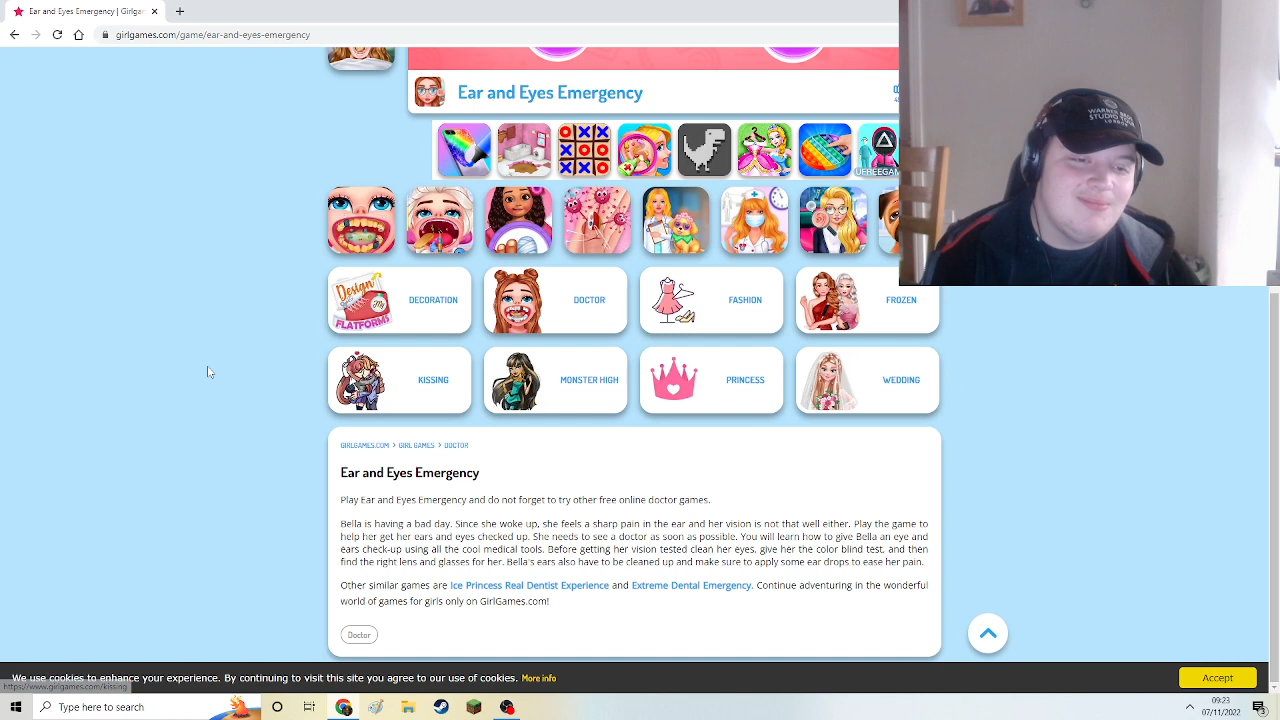 Ear and Eyes Emergency | Girlgam
girlgames.com/game/ear-and-eyes-emergency
Ear and Eyes Emergency
UFREEGAM
DECORATION
DOCTOR
FASHION
FROZEN
Design
My
PLATFORMS
KISSING
MONSTER HIGH
PRINCESS
WEDDING
WARNER BROS
STUDIO
LONDON
GIRLGAMES.COM > GIRL GAMES > DOCTOR
Ear and Eyes Emergency
Play Ear and Eyes Emergency and do not forget to try other free online doctor games.
Bella is having a bad day. Since she woke up, she feels a sharp pain in the ear and her vision is not that well either. Play the game to
help her get her ears and eyes checked up. She needs to see a doctor as soon as possible. You will learn how to give Bella an eye and
ears check-up using all the cool medical tools. Before getting her vision tested clean her eyes, give her the color blind test, and then
find the right lens and glasses for her. Bella's ears also have to be cleaned up and make sure to apply some ear drops to ease her pain.
Other similar games are Ice Princess Real Dentist Experience and Extreme Dental Emergency. Continue adventuring in the wonderful
world of games for girls only on GirlGames.com!
Doctor
We use cookies to enhance your experience. By continuing to visit this site you agree to our use of cookies. More info
Accept
https://www.girlgames.com/kissing
Type here to search
09:23
07/11/2022